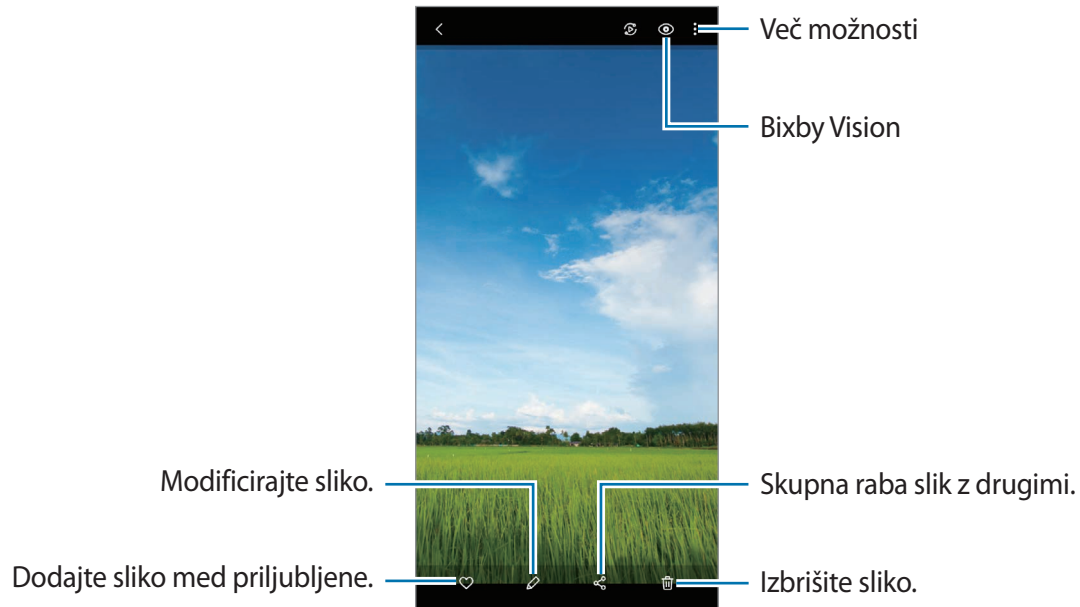 Več možnosti
Bixby Vision
Modificirajte sliko.
Skupna raba slik z drugimi.
Dodajte sliko med priljubljene.
Izbrišite sliko.